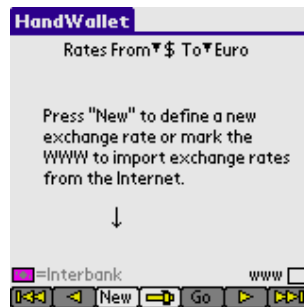 HandWallet
Rates From▼$ To▼Euro
Press "New" to define a new
exchange rate or mark the
WWW to import exchange rates
from the Internet.
↓
=Interbank www
New Go